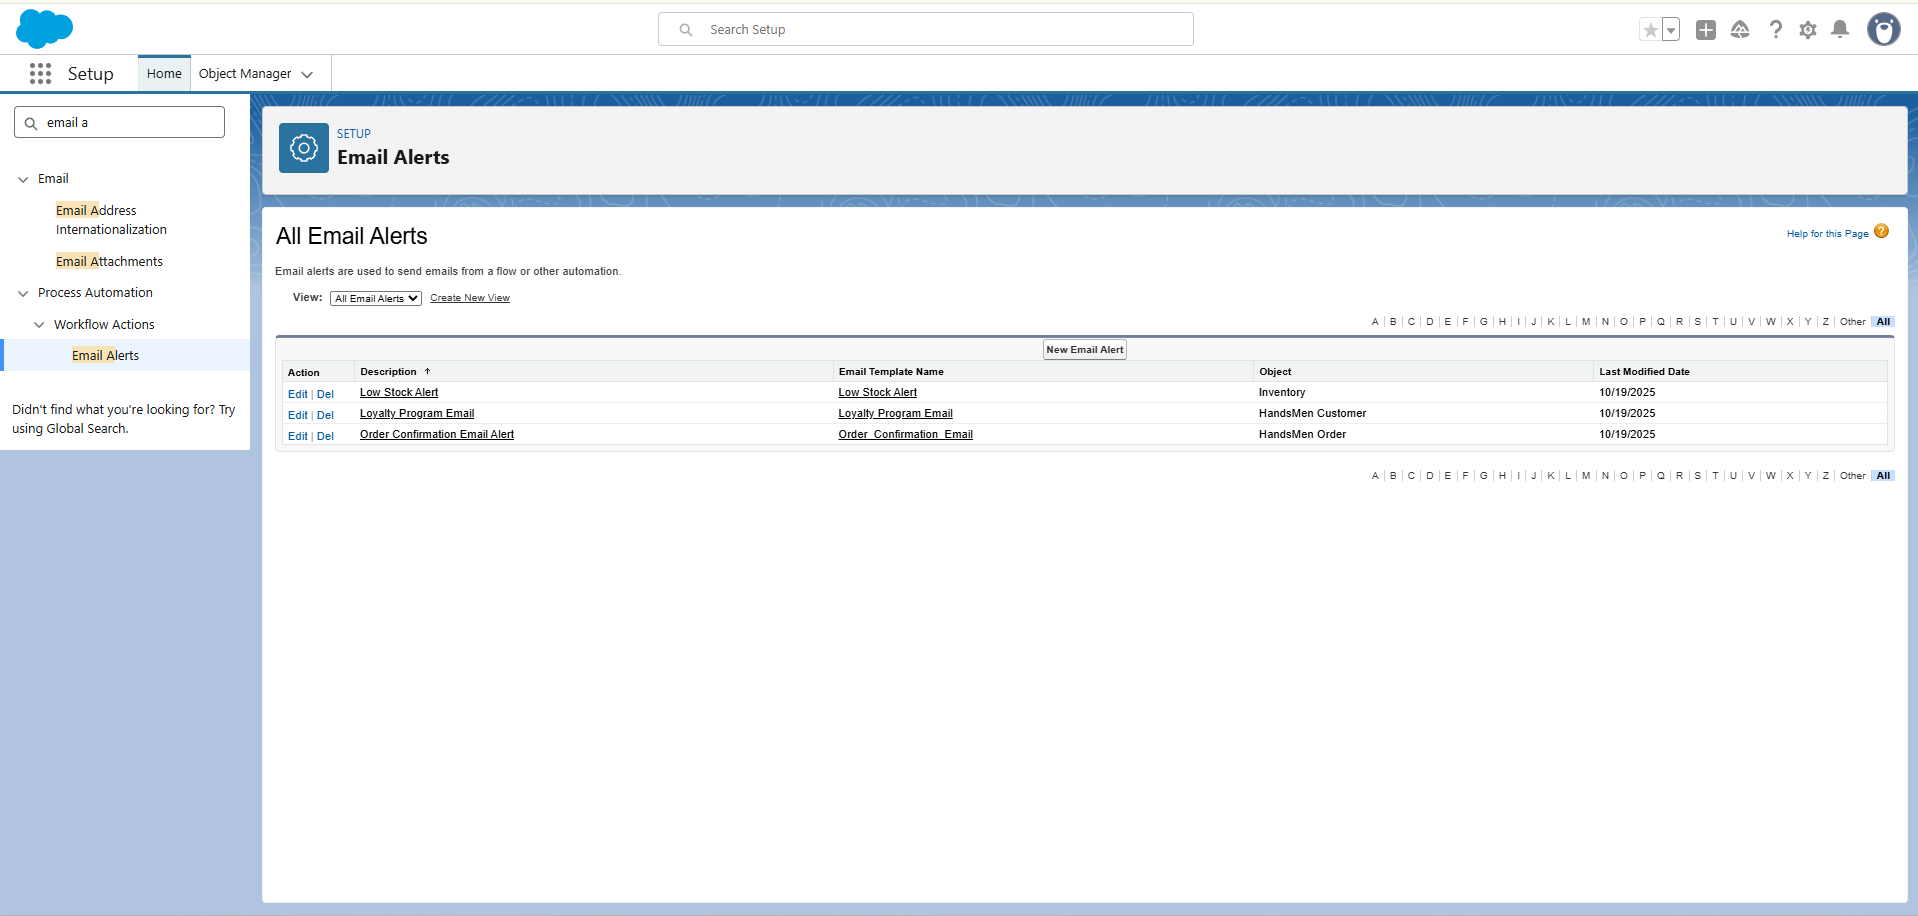 Search Setup
Setup
Home
Object Manager
email a
Email
Email Address
Internationalization
Email Attachments
Process Automation
Workflow Actions
Email Alerts
Didn't find what you're looking for? Try
using Global Search.
SETUP
Email Alerts
All Email Alerts
Help for this Page ?
Email alerts are used to send emails from a flow or other automation.
View: All Email Alerts Create New View
A | B | C | D | E | F | G | H | I | J | K | L | M | N | O | P | Q | R | S | T | U | V | W | X | Y | Z | Other | All
New Email Alert
Action Description ↑ Email Template Name Object Last Modified Date
Edit | Del Low Stock Alert Low Stock Alert Inventory 10/19/2025
Edit | Del Loyalty Program Email Loyalty Program Email HandsMen Customer 10/19/2025
Edit | Del Order Confirmation Email Alert Order_Confirmation_Email HandsMen Order 10/19/2025
A | B | C | D | E | F | G | H | I | J | K | L | M | N | O | P | Q | R | S | T | U | V | W | X | Y | Z | Other | All